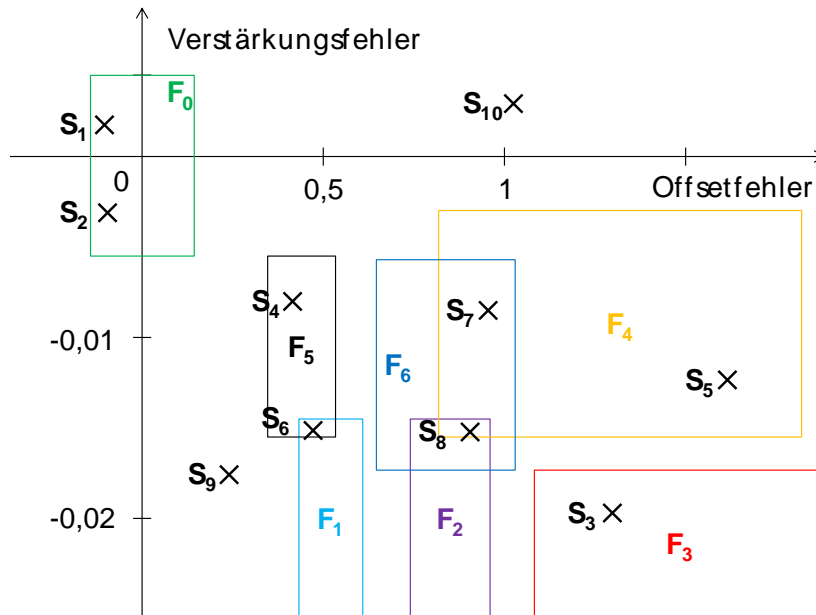 Verstärkungsfehler
F0
S10
S1
0
0,5
1
Offsetfehler
S2
S4
S7
F4
-0,01
F5
F6
S5
S6
S8
S9
-0,02
F1
F2
S3
F3